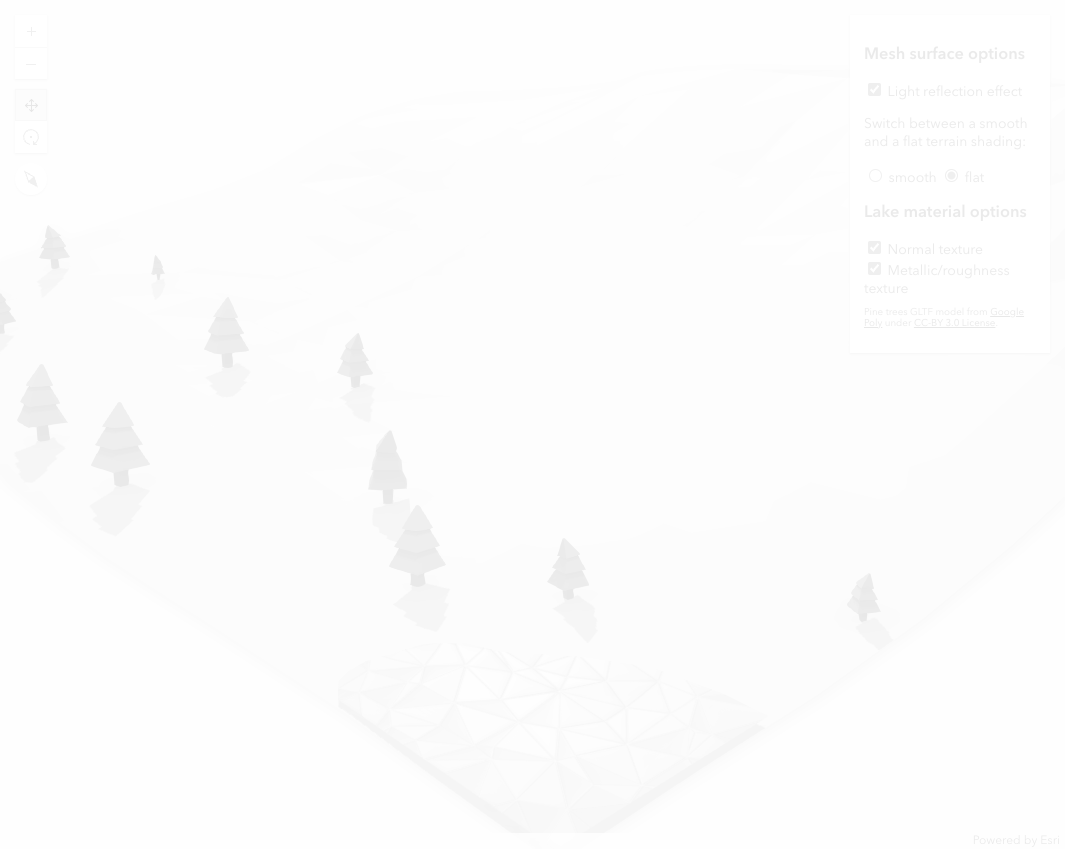 +
–
Mesh surface options
Light reflection effect
Switch between a smooth
and a flat terrain shading:
smooth flat
Lake material options
Normal texture
Metallic/roughness
texture
Pine trees GLTF model from Google
Poly under CC-BY 3.0 License
Powered by Esri